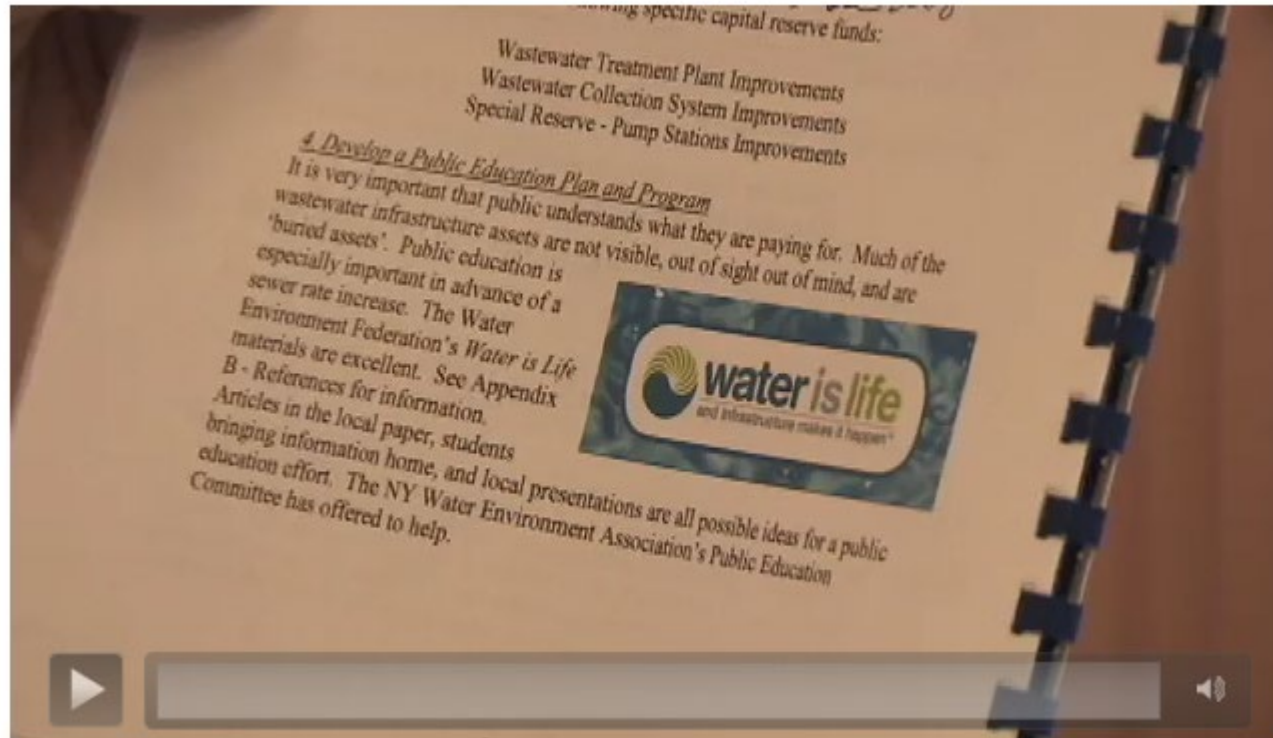 specific capital reserve funds:
Wastewater Treatment Plant Improvements
Wastewater Collection System Improvements
Special Reserve - Pump Stations Improvements
4. Develop a Public Education Plan and Program
It is very important that public understands what they are paying for. Much of the
wastewater infrastructure assets are not visible, out of sight out of mind, and are
'buried assets'. Public education is
especially important in advance of a
sewer rate increase. The Water
Environment Federation's Water is Life
materials are excellent. See Appendix
B - References for information.
Articles in the local paper, students
bringing information home, and local presentations are all possible ideas for a public
education effort. The NY Water Environment Association's Public Education
Committee has offered to help.
water is life
and infrastructure makes it happen